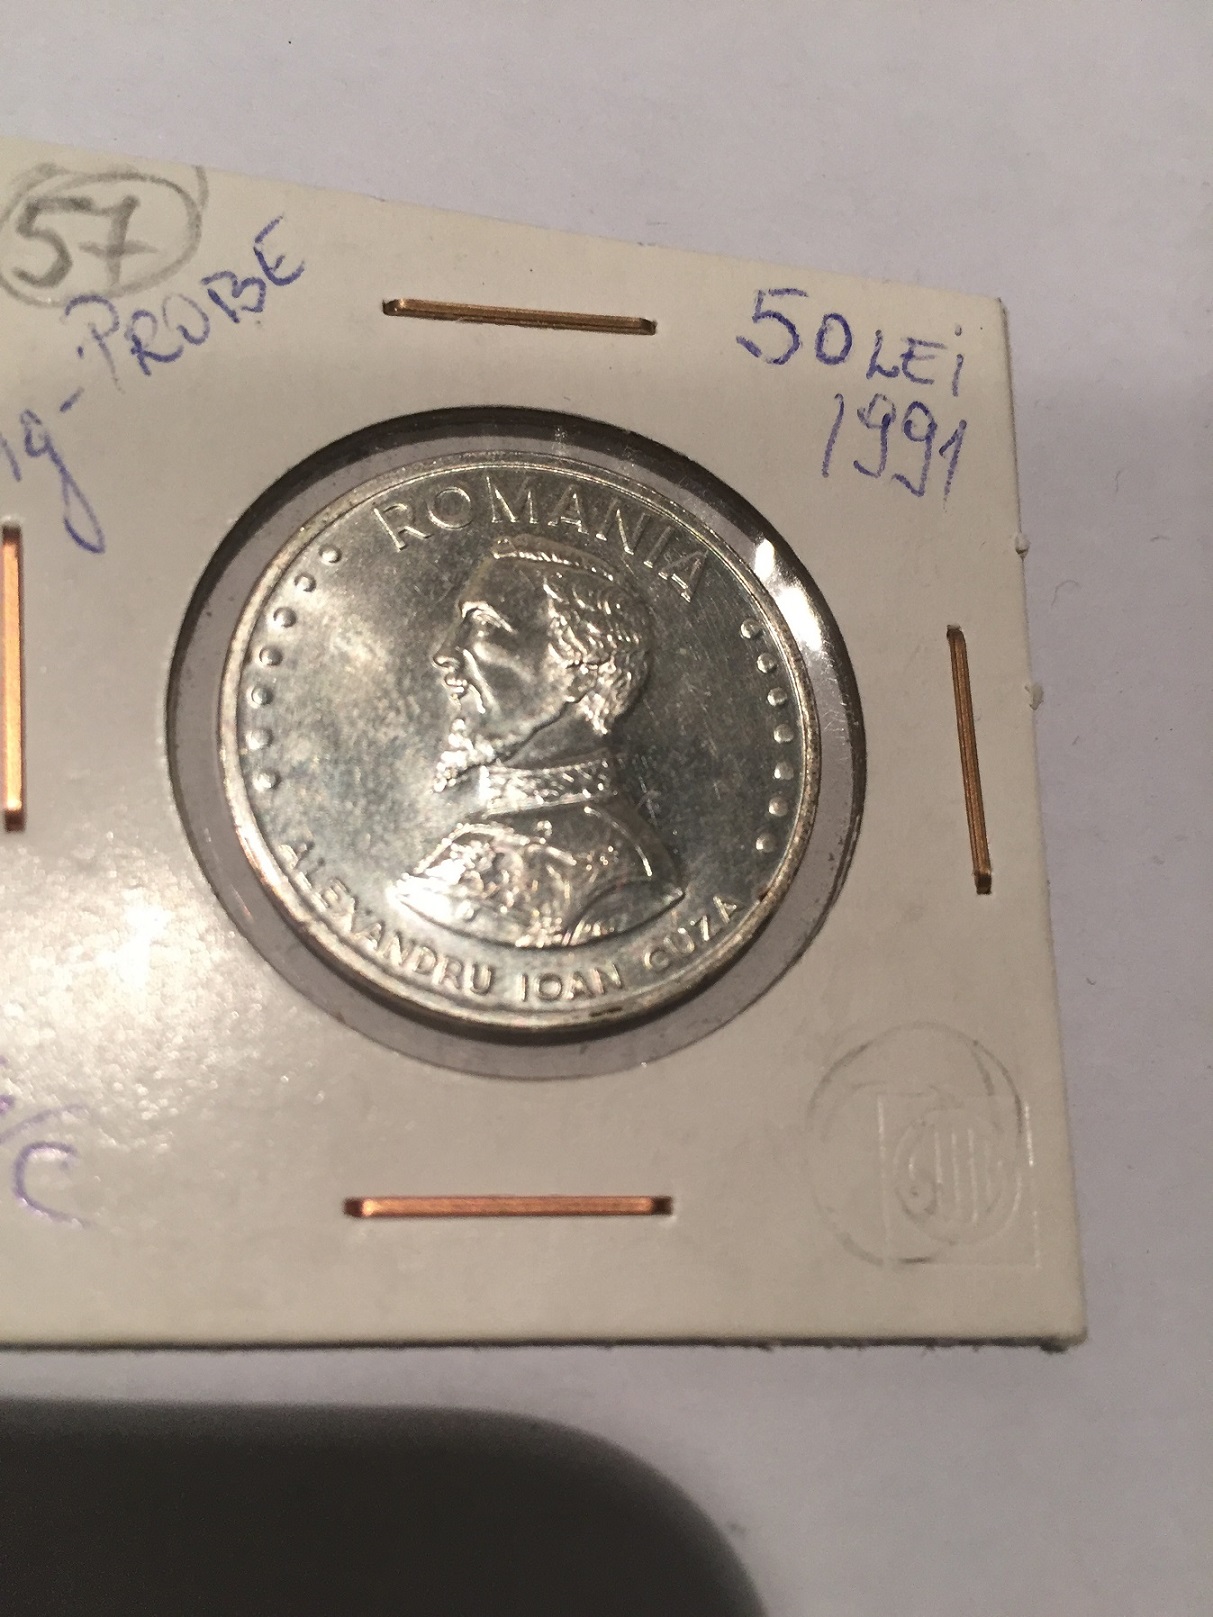 57
PROBE
50 LEi
1991
ROMANIA
ALEXANDRU IOAN CUZA